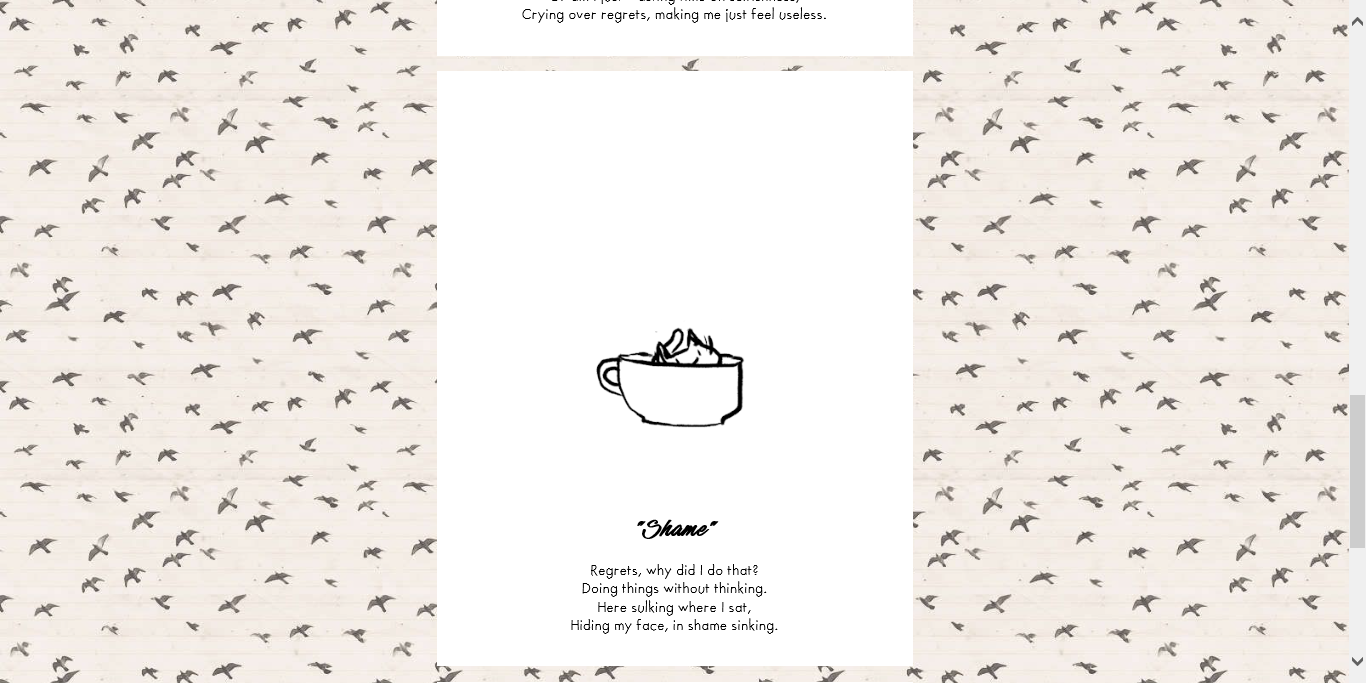 Crying over regrets, making me just feel useless.
"Shame"
Regrets, why did I do that?
Doing things without thinking.
Here sulking where I sat,
Hiding my face, in shame sinking.